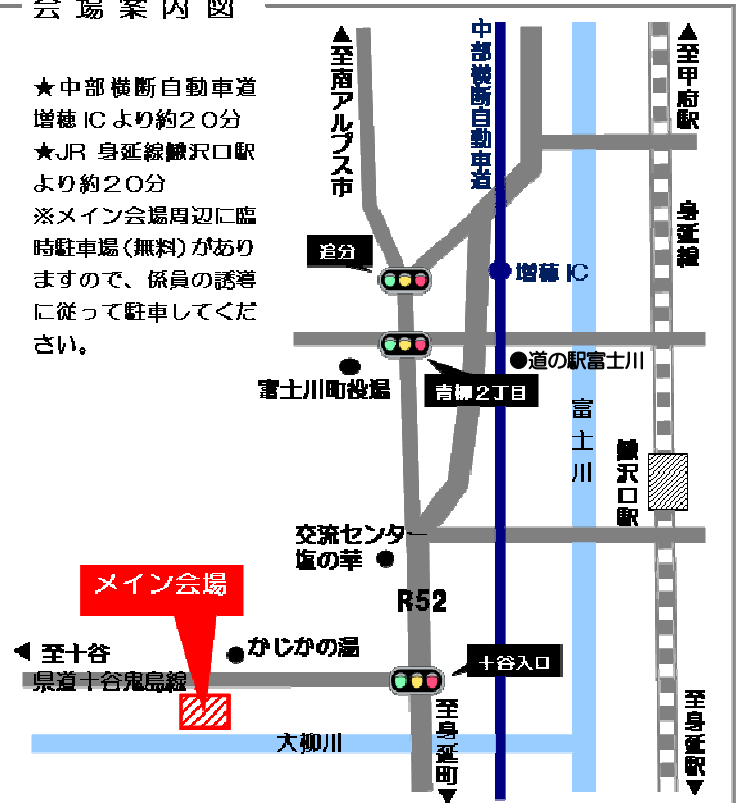 会場案内図
★中部横断自動車道
増穂ICより約20分
★JR 身延線鰍沢口駅
より約20分
※メイン会場周辺に臨
時駐車場(無料)があり
ますので、係員の誘導
に従って駐車してくだ
さい。
▲至南アルプス市
中部横断自動車道
▲至甲府駅
身延線
追分
増穂IC
●道の駅富士川
富士川町役場
青柳2丁目
富士川
鰍沢口駅
交流センター
塩の華
R52
メイン会場
◀至十谷
かじかの湯
十谷入口
県道十谷鬼島線
大柳川
至身延町▼
至身延駅▼